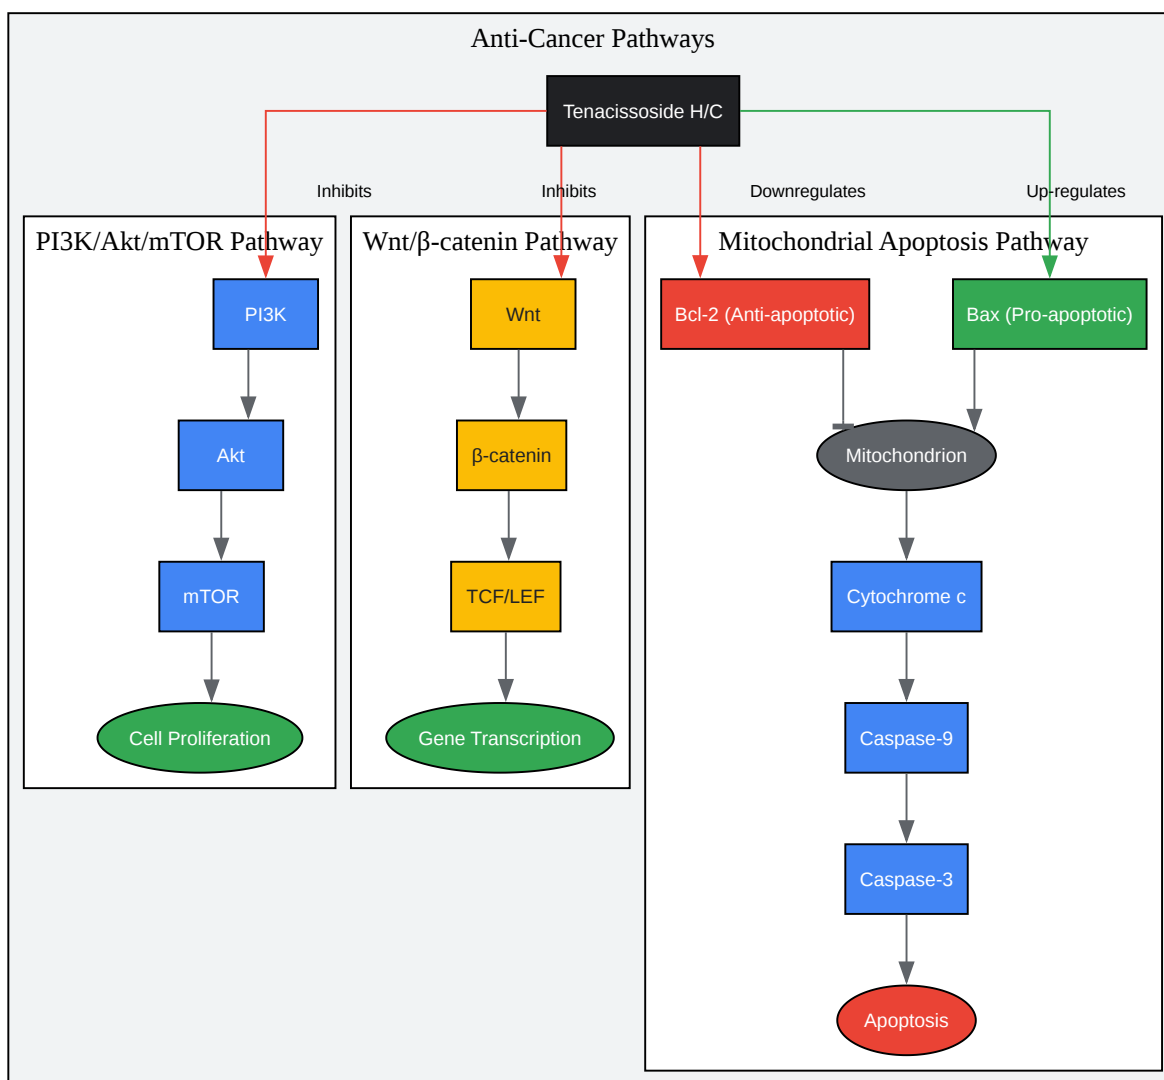 Anti-Cancer Pathways
Tenacissoside H/C
Inhibits
Inhibits
Downregulates
Up-regulates
PI3K/Akt/mTOR Pathway
Wnt/β-catenin Pathway
Mitochondrial Apoptosis Pathway
PI3K
Wnt
Bcl-2 (Anti-apoptotic)
Bax (Pro-apoptotic)
Akt
β-catenin
Mitochondrion
mTOR
TCF/LEF
Cytochrome c
Cell Proliferation
Gene Transcription
Caspase-9
Caspase-3
Apoptosis